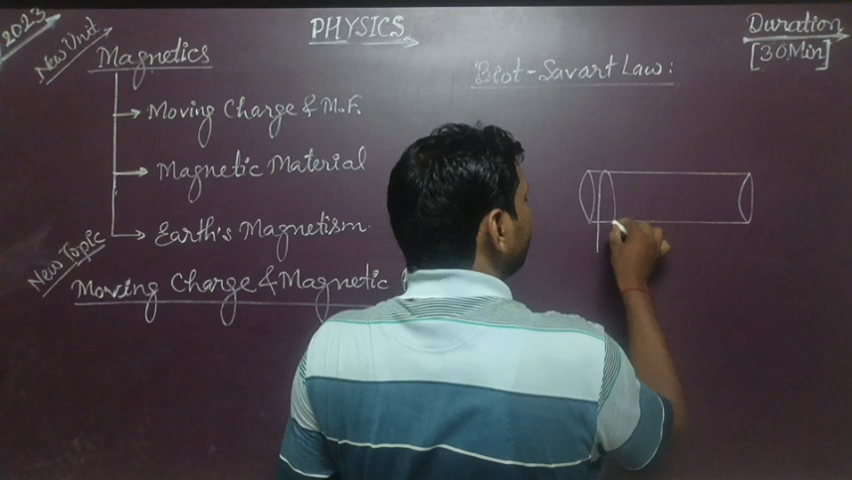 2023
PHYSICS
Duration
[30Min]
New Unit
Magnetics
Biot-Savart Law:
Moving Charge & M.F.
Magnetic Material
Earth's Magnetism.
New Topic
Moving Charge & Magnetic